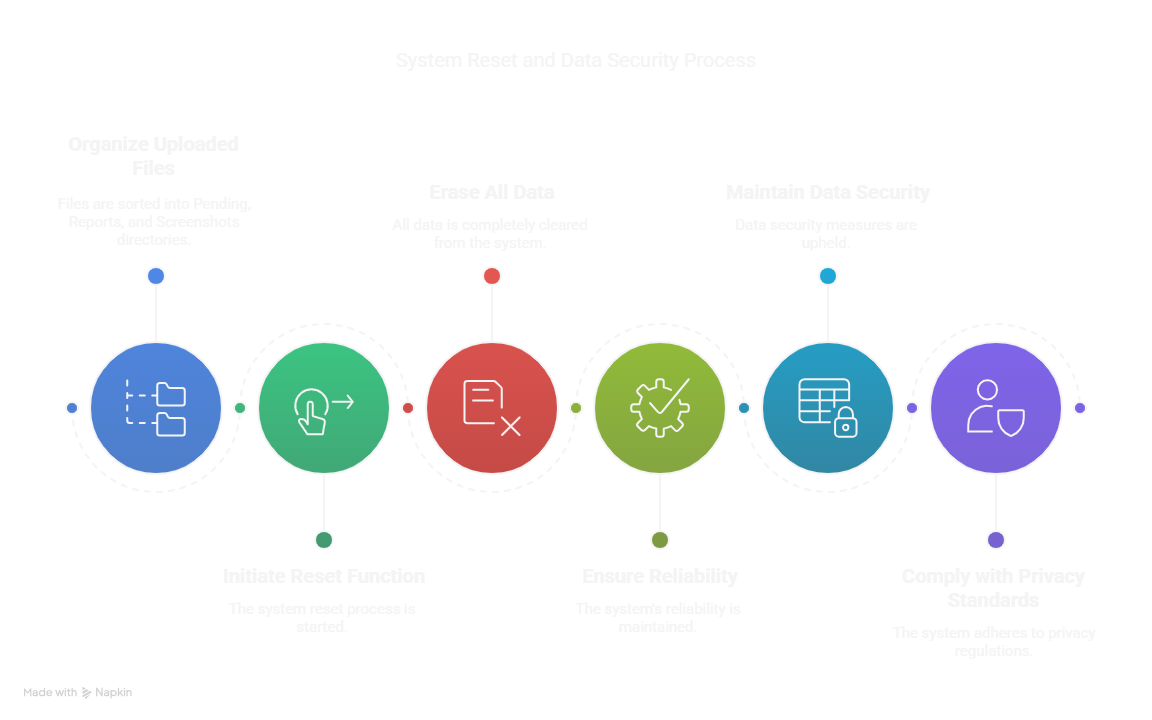 System Reset and Data Security Process
Organize Uploaded
Files
Files are sorted into Pending,
Reports, and Screenshots
directories.
Initiate Reset Function
The system reset process is
started.
Erase All Data
All data is completely cleared
from the system.
Ensure Reliability
The system's reliability is
maintained.
Maintain Data Security
Data security measures are
upheld.
Comply with Privacy
Standards
The system adheres to privacy
regulations.
Made with Napkin